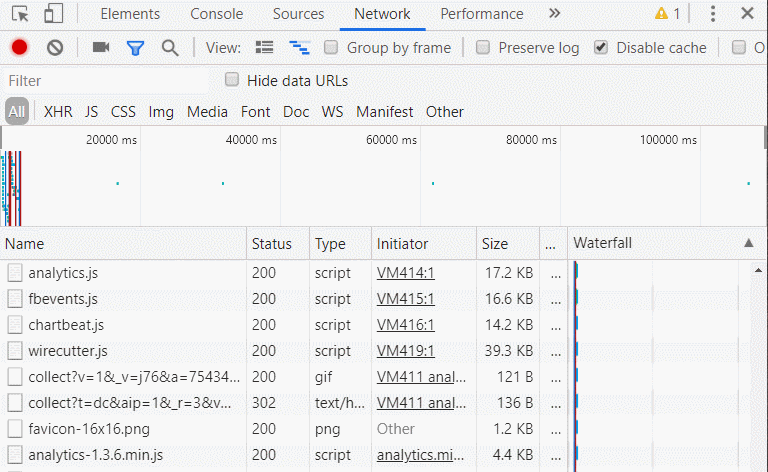 Elements Console Sources Network Performance » 1
View: Group by frame Preserve log Disable cache O
Filter Hide data URLs
All XHR JS CSS Img Media Font Doc WS Manifest Other
20000 ms 40000 ms 60000 ms 80000 ms 100000 ms
Name Status Type Initiator Size ... Waterfall
analytics.js 200 script VM414:1 17.2 KB ...
fbevents.js 200 script VM415:1 16.6 KB ...
chartbeat.js 200 script VM416:1 14.2 KB ...
wirecutter.js 200 script VM419:1 39.3 KB ...
collect?v=1&_v=j76&a=75434... 200 gif VM411 anal... 121 B ...
collect?t=dc&aip=1&_r=3&v... 302 text/h... VM411 anal... 136 B ...
favicon-16x16.png 200 png Other 1.2 KB ...
analytics-1.3.6.min.js 200 script analytics.mi... 4.4 KB ...